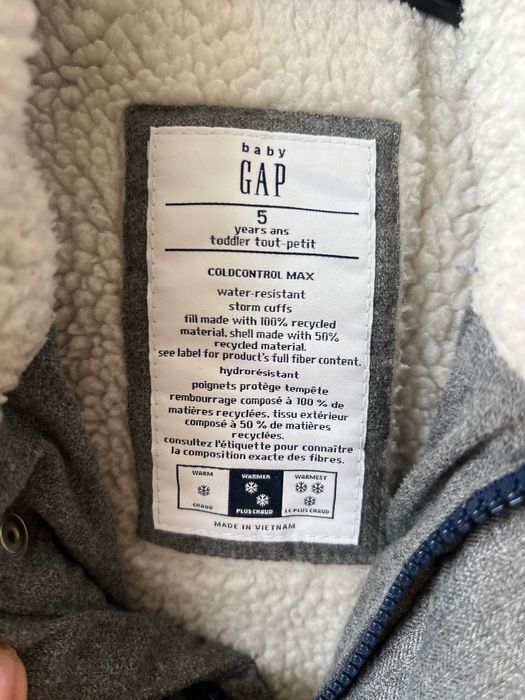 baby
GAP
5
years ans
toddler tout-petit
COLDCONTROL MAX
water-resistant
storm cuffs
fill made with 100% recycled
material, shell made with 50%
recycled material.
see label for product's full fiber content.
hydrorésistant
poignets protège tempête
rembourrage composé à 100 % de
matières recyclées, tissu extérieur
composé à 50 % de matières
recyclées.
consultez l'étiquette pour connaître
la composition exacte des fibres.
WARM WARMER WARMEST
CHAUD PLUS CHAUD LE PLUS CHAUD
MADE IN VIETNAM